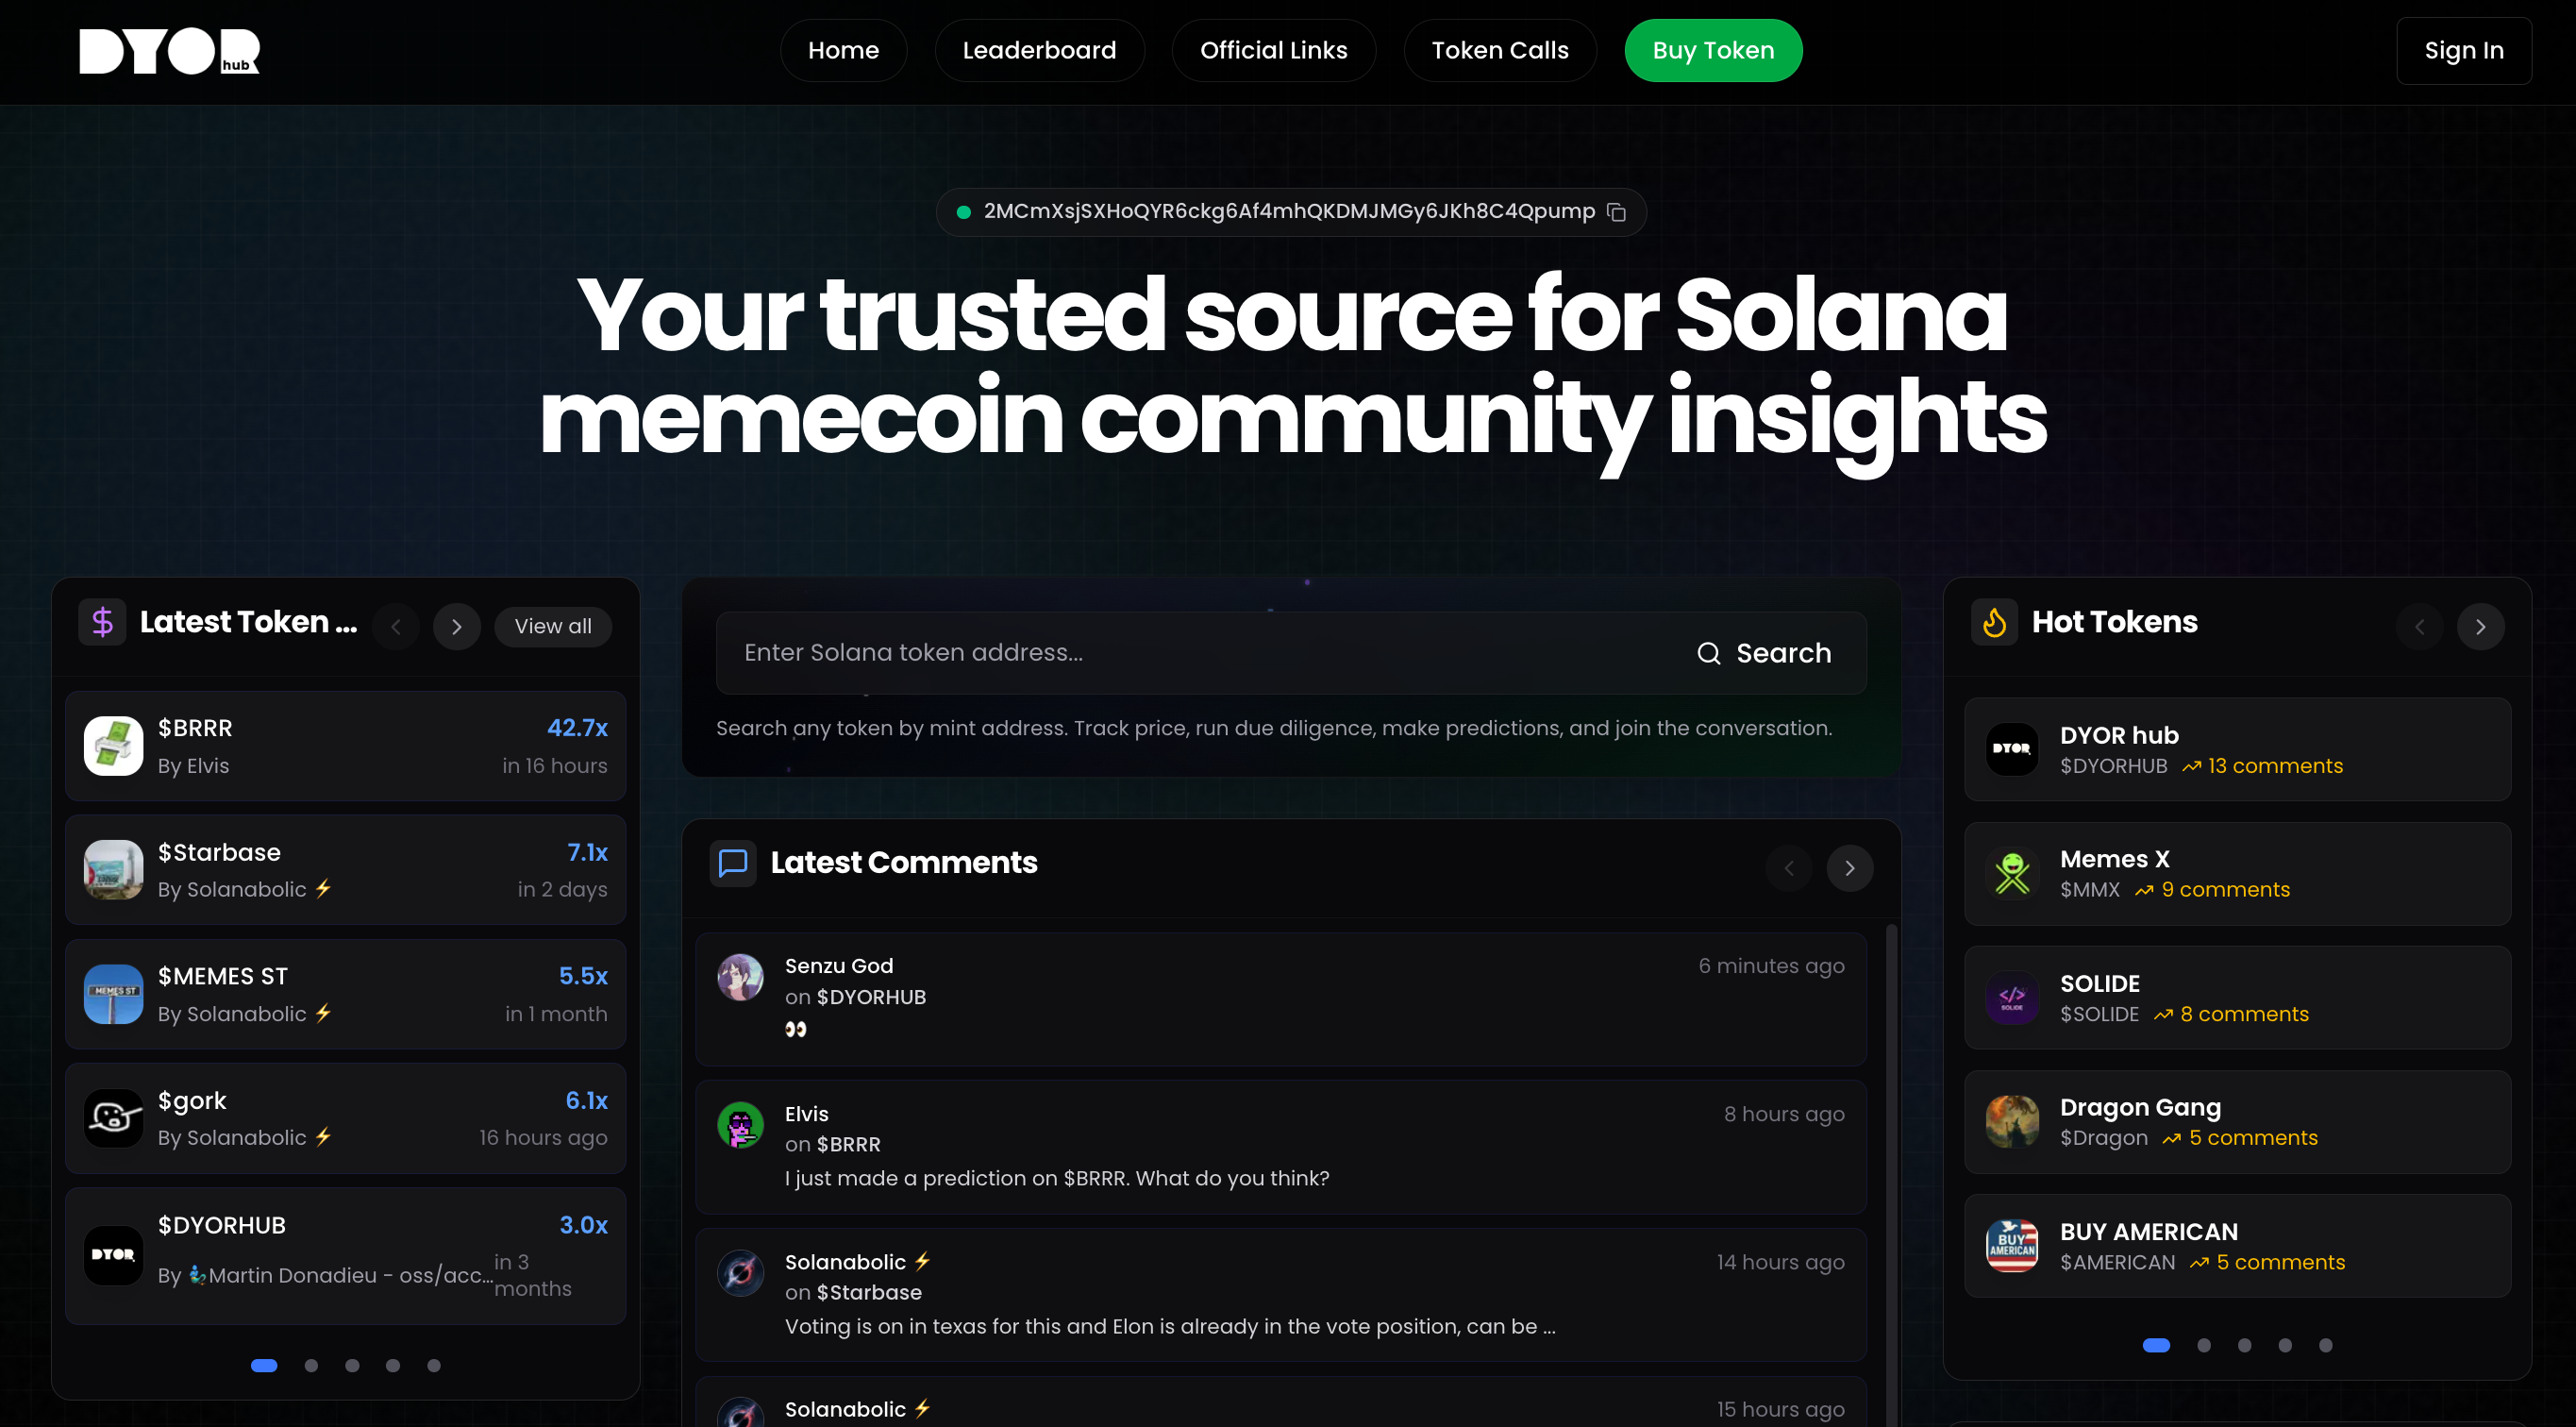 DYOR hub
Home
Leaderboard
Official Links
Token Calls
Buy Token
Sign In
2MCmXsjSXHoQYR6ckg6Af4mhQKDMJMGy6JKh8C4Qpump
Your trusted source for Solana
memecoin community insights
Latest Token ...
View all
$BRRR
42.7x
By Elvis
in 16 hours
$Starbase
7.1x
By Solanabolic ⚡
in 2 days
MEMES ST
$MEMES ST
5.5x
By Solanabolic ⚡
in 1 month
$gork
6.1x
By Solanabolic ⚡
16 hours ago
DYOR
$DYORHUB
3.0x
By 🧞‍♂️Martin Donadieu - oss/acc...
in 3
months
Enter Solana token address...
Search
Search any token by mint address. Track price, run due diligence, make predictions, and join the conversation.
Latest Comments
Senzu God
6 minutes ago
on $DYORHUB
👀
Elvis
8 hours ago
on $BRRR
I just made a prediction on $BRRR. What do you think?
Solanabolic ⚡
14 hours ago
on $Starbase
Voting is on in texas for this and Elon is already in the vote position, can be ...
Solanabolic ⚡
15 hours ago
Hot Tokens
DYOR
DYOR hub
$DYORHUB
13 comments
Memes X
$MMX
9 comments
</>
SOLIDE
SOLIDE
$SOLIDE
8 comments
Dragon Gang
$Dragon
5 comments
BUY
AMERICAN
BUY AMERICAN
$AMERICAN
5 comments